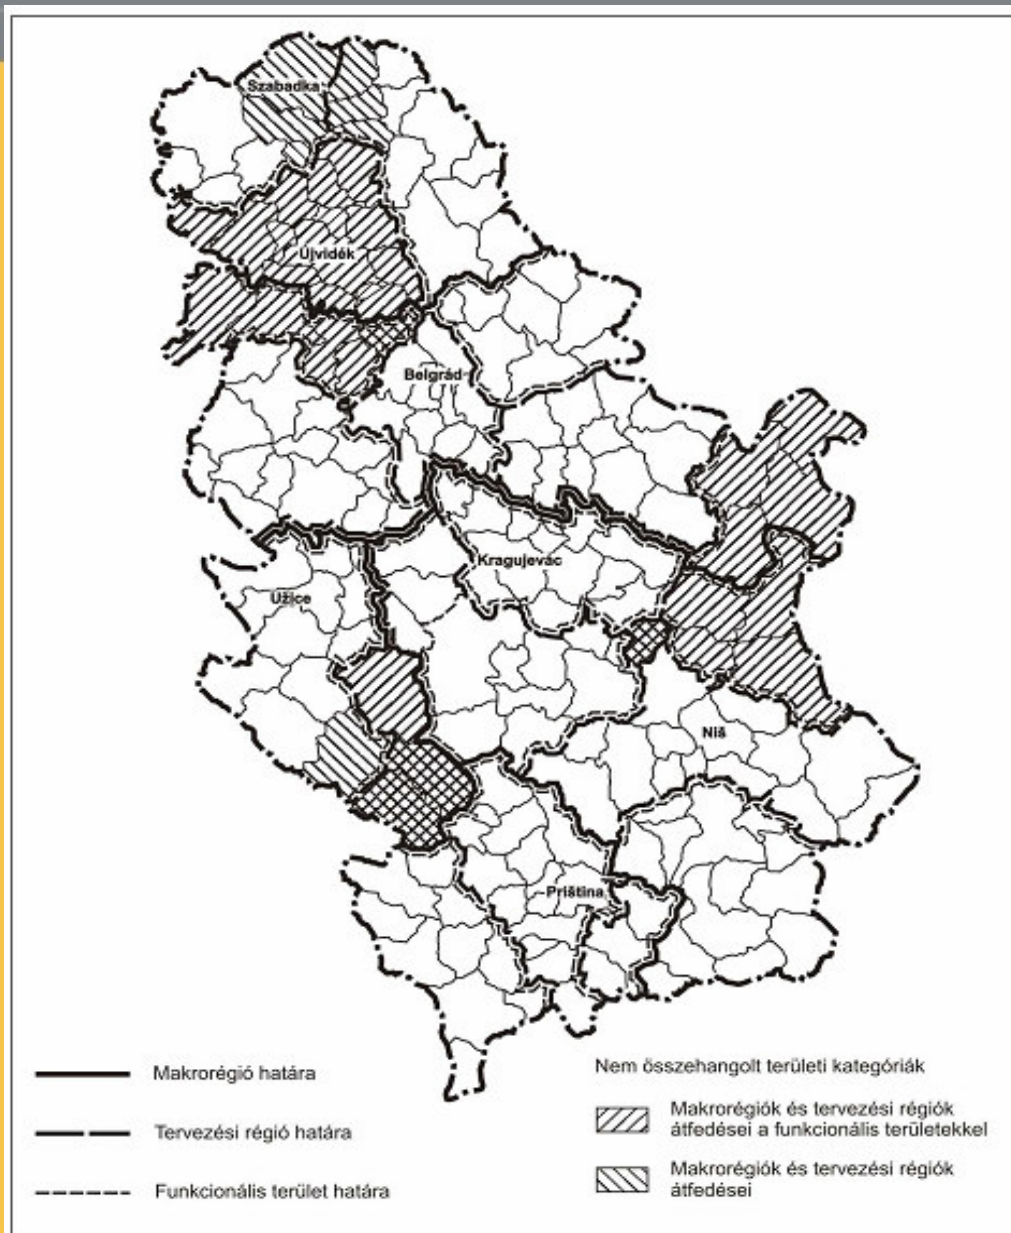 Szabadka
Újvidék
Belgrád
Kragujevác
Užice
Niš
Priština
Makrorégió határa
Tervezési régió határa
Funkcionális terület határa
Nem összehangolt területi kategóriák
Makrorégiók és tervezési régiók
átfedései a funkcionális területekkel
Makrorégiók és tervezési régiók
átfedései